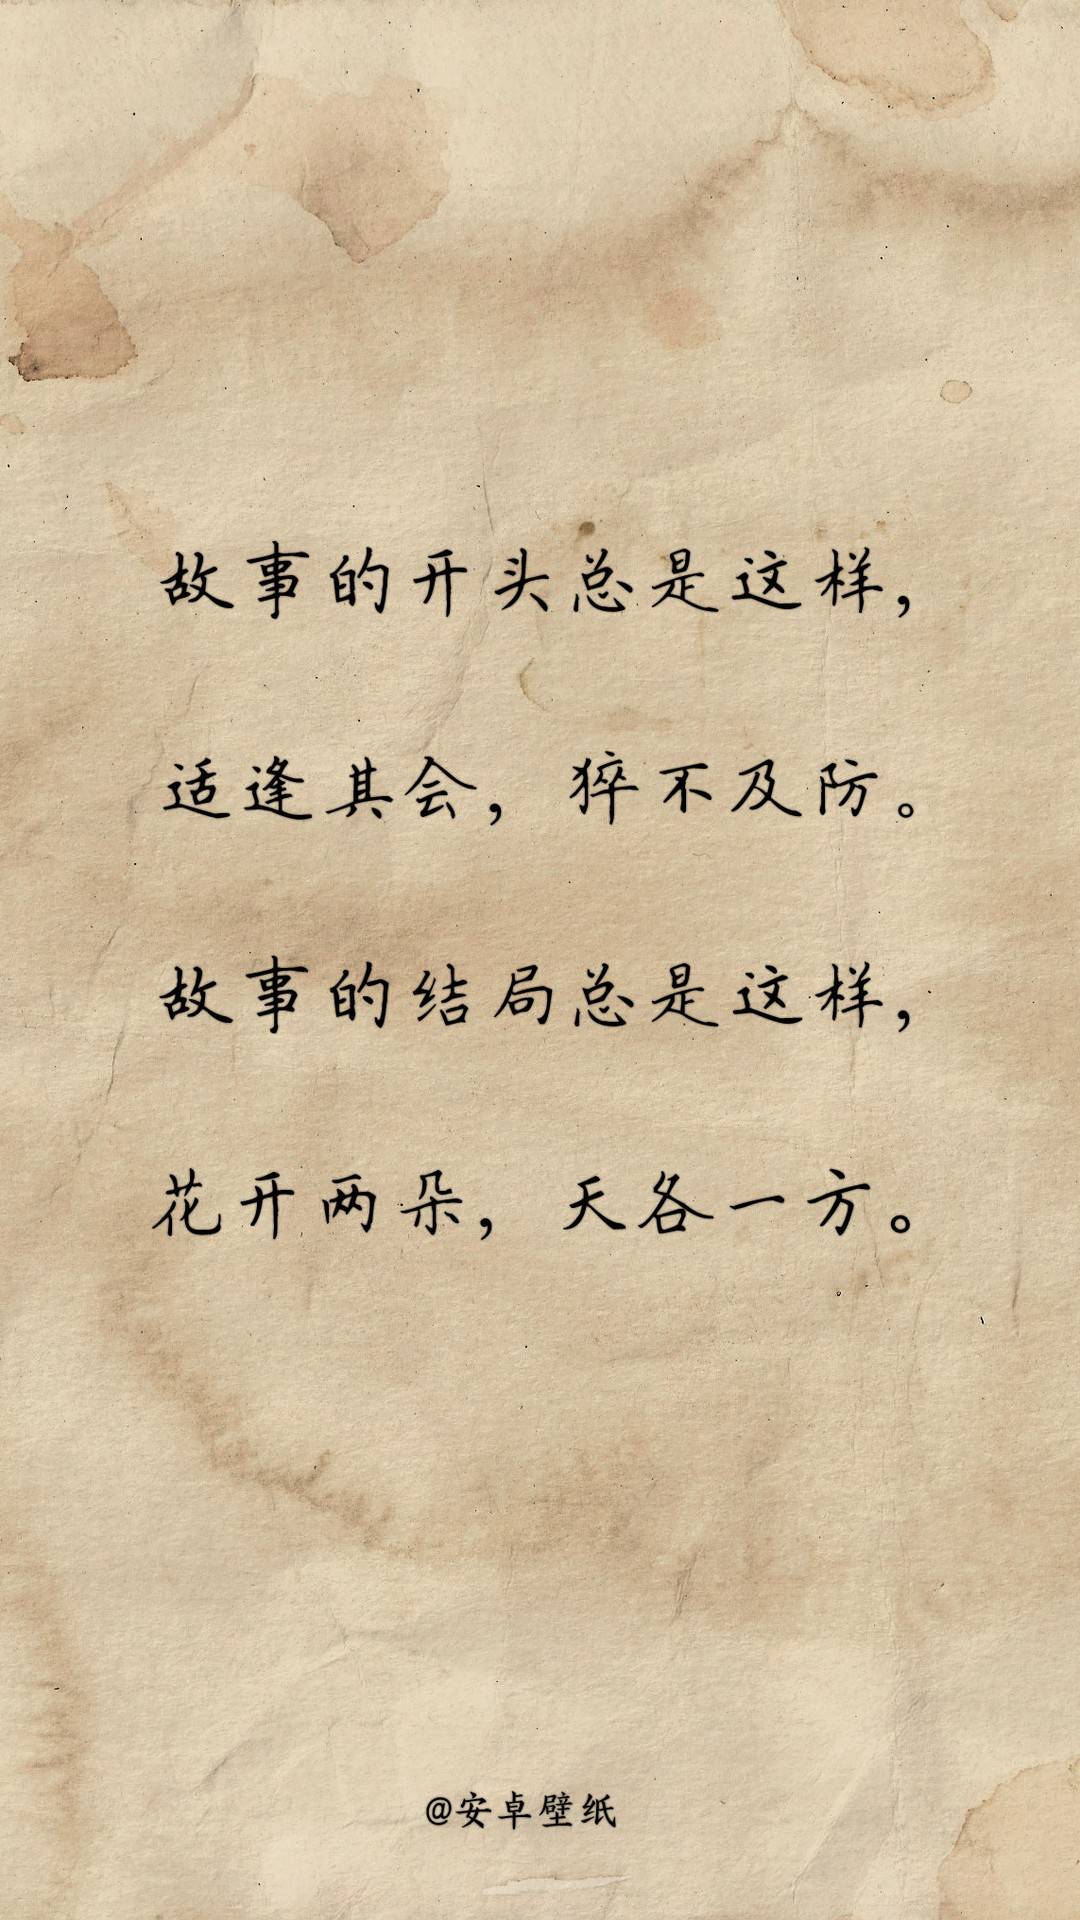 故事的开头总是这样，
适逢其会，猝不及防。
故事的结局总是这样，
花开两朵，天各一方。
@安卓壁纸